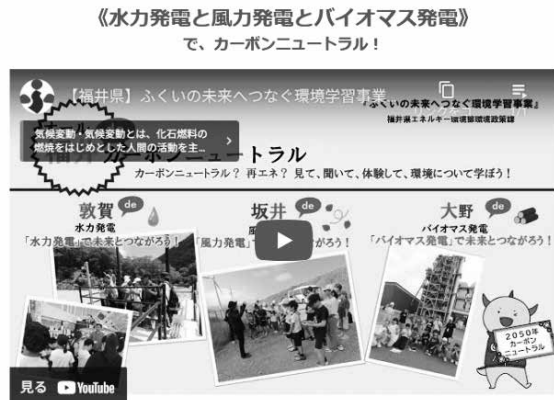 《水力発電と風力発電とバイオマス発電》
で、カーボンニュートラル！
【福井県】ふくいの未来へつなぐ環境学習事業
くいの未来へつなぐ環境学習事業』
福井県エネルギー環境部環境政策課
気候変動・気候変動とは、化石燃料の
燃焼をはじめとした人間の活動を主...
カーボンニュートラル
カーボンニュートラル？ 再エネ？ 見て、聞いて、体験して、環境について学ぼう！
敦賀 de
水力発電
「水力発電」で未来とつながろう！
坂井 de
「風力発電」で つながろう！
大野 de
バイオマス発電
「バイオマス発電」で未来とつながろう！
2050年
カーボン
ニュートラル
見る YouTube